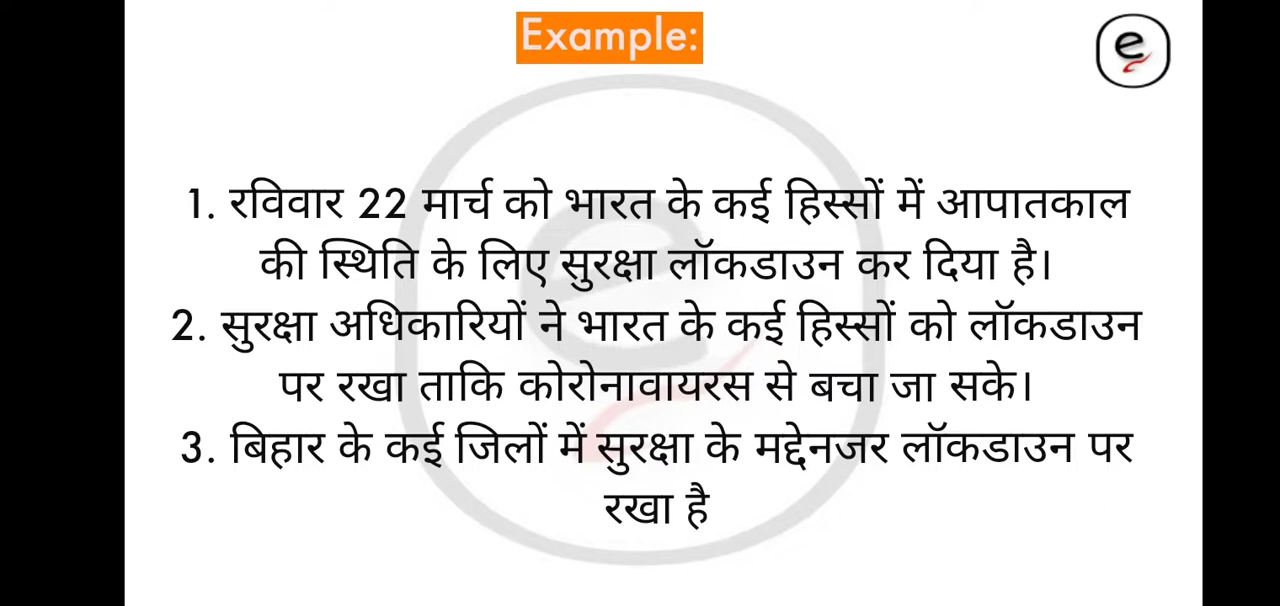 Example:
e
1. रविवार 22 मार्च को भारत के कई हिस्सों में आपातकाल
की स्थिति के लिए सुरक्षा लॉकडाउन कर दिया है।
2. सुरक्षा अधिकारियों ने भारत के कई हिस्सों को लॉकडाउन
पर रखा ताकि कोरोनावायरस से बचा जा सके।
3. बिहार के कई जिलों में सुरक्षा के मद्देनजर लॉकडाउन पर
रखा है